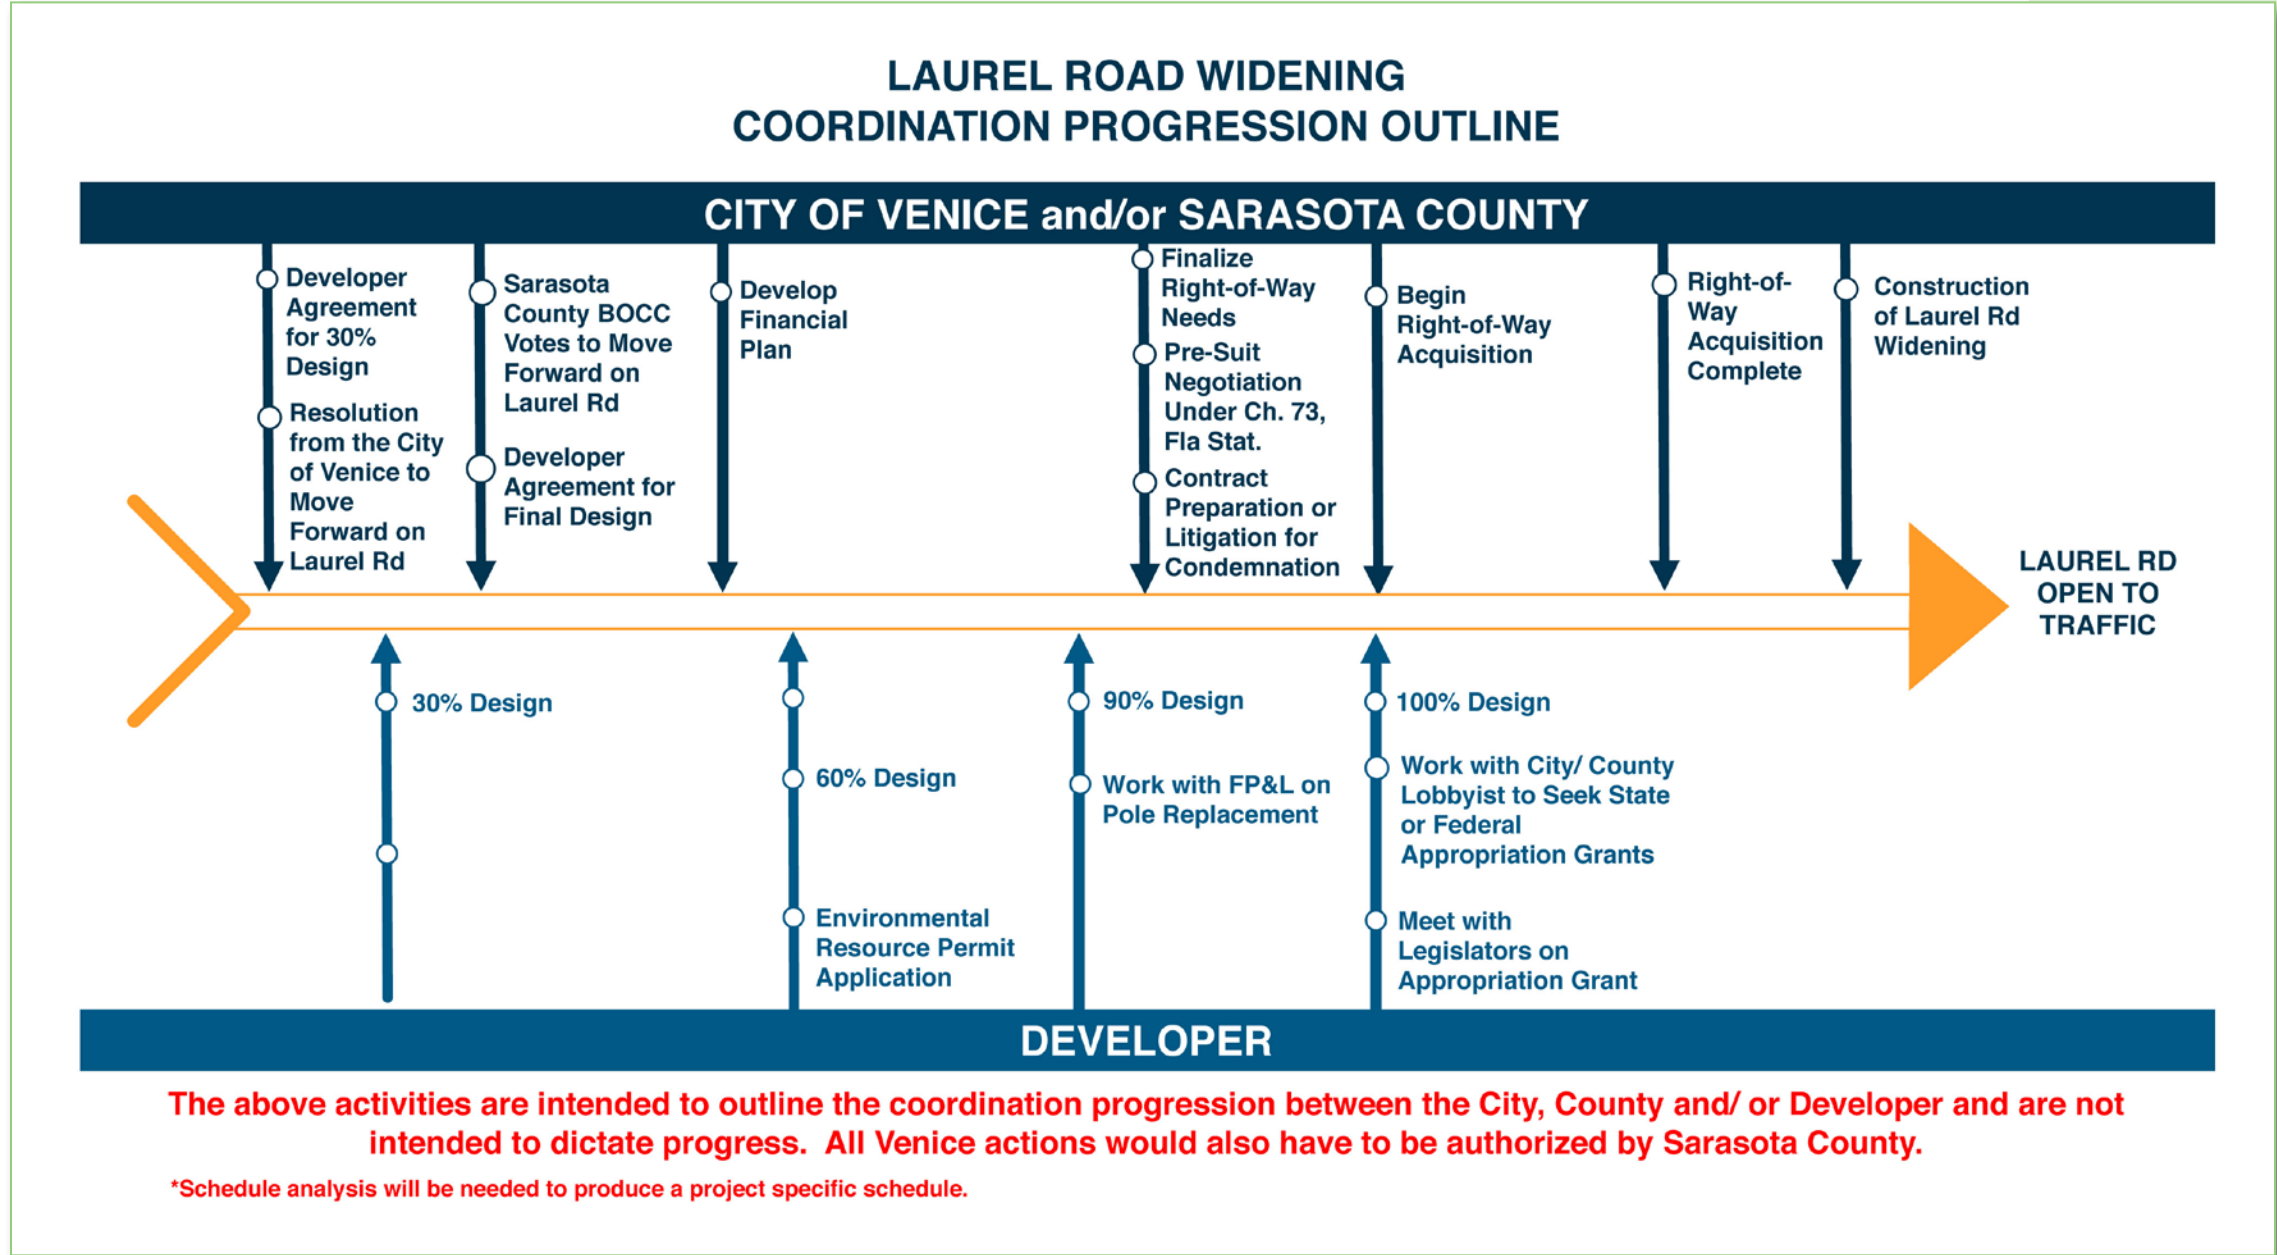 LAUREL ROAD WIDENING
COORDINATION PROGRESSION OUTLINE
CITY OF VENICE and/or SARASOTA COUNTY
Developer
Agreement
for 30%
Design
Resolution
from the City
of Venice to
Move
Forward on
Laurel Rd
Sarasota
County BOCC
Votes to Move
Forward on
Laurel Rd
Developer
Agreement for
Final Design
Develop
Financial
Plan
Finalize
Right-of-Way
Needs
Pre-Suit
Negotiation
Under Ch. 73,
Fla Stat.
Contract
Preparation or
Litigation for
Condemnation
Begin
Right-of-Way
Acquisition
Right-of-
Way
Acquisition
Complete
Construction
of Laurel Rd
Widening
LAUREL RD
OPEN TO
TRAFFIC
30% Design
60% Design
Environmental
Resource Permit
Application
90% Design
Work with FP&L on
Pole Replacement
100% Design
Work with City/ County
Lobbyist to Seek State
or Federal
Appropriation Grants
Meet with
Legislators on
Appropriation Grant
DEVELOPER
The above activities are intended to outline the coordination progression between the City, County and/ or Developer and are not
intended to dictate progress.  All Venice actions would also have to be authorized by Sarasota County.
*Schedule analysis will be needed to produce a project specific schedule.